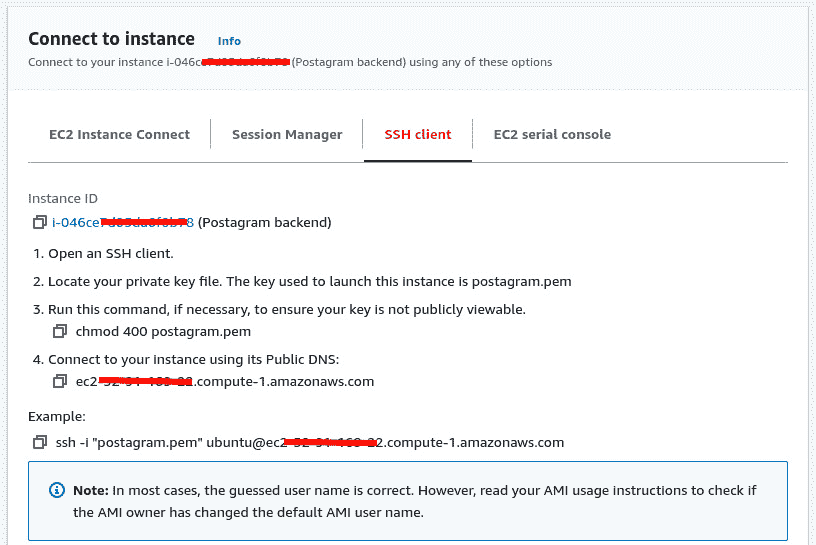 Connect to instance Info
Connect to your instance i-046c (Postagram backend) using any of these options
EC2 Instance Connect Session Manager SSH client EC2 serial console
Instance ID
i-046ce (Postagram backend)
1. Open an SSH client.
2. Locate your private key file. The key used to launch this instance is postagram.pem
3. Run this command, if necessary, to ensure your key is not publicly viewable.
chmod 400 postagram.pem
4. Connect to your instance using its Public DNS:
ec2 .compute-1.amazonaws.com
Example:
ssh -i "postagram.pem" ubuntu@ec2 .compute-1.amazonaws.com
Note: In most cases, the guessed user name is correct. However, read your AMI usage instructions to check if
the AMI owner has changed the default AMI user name.